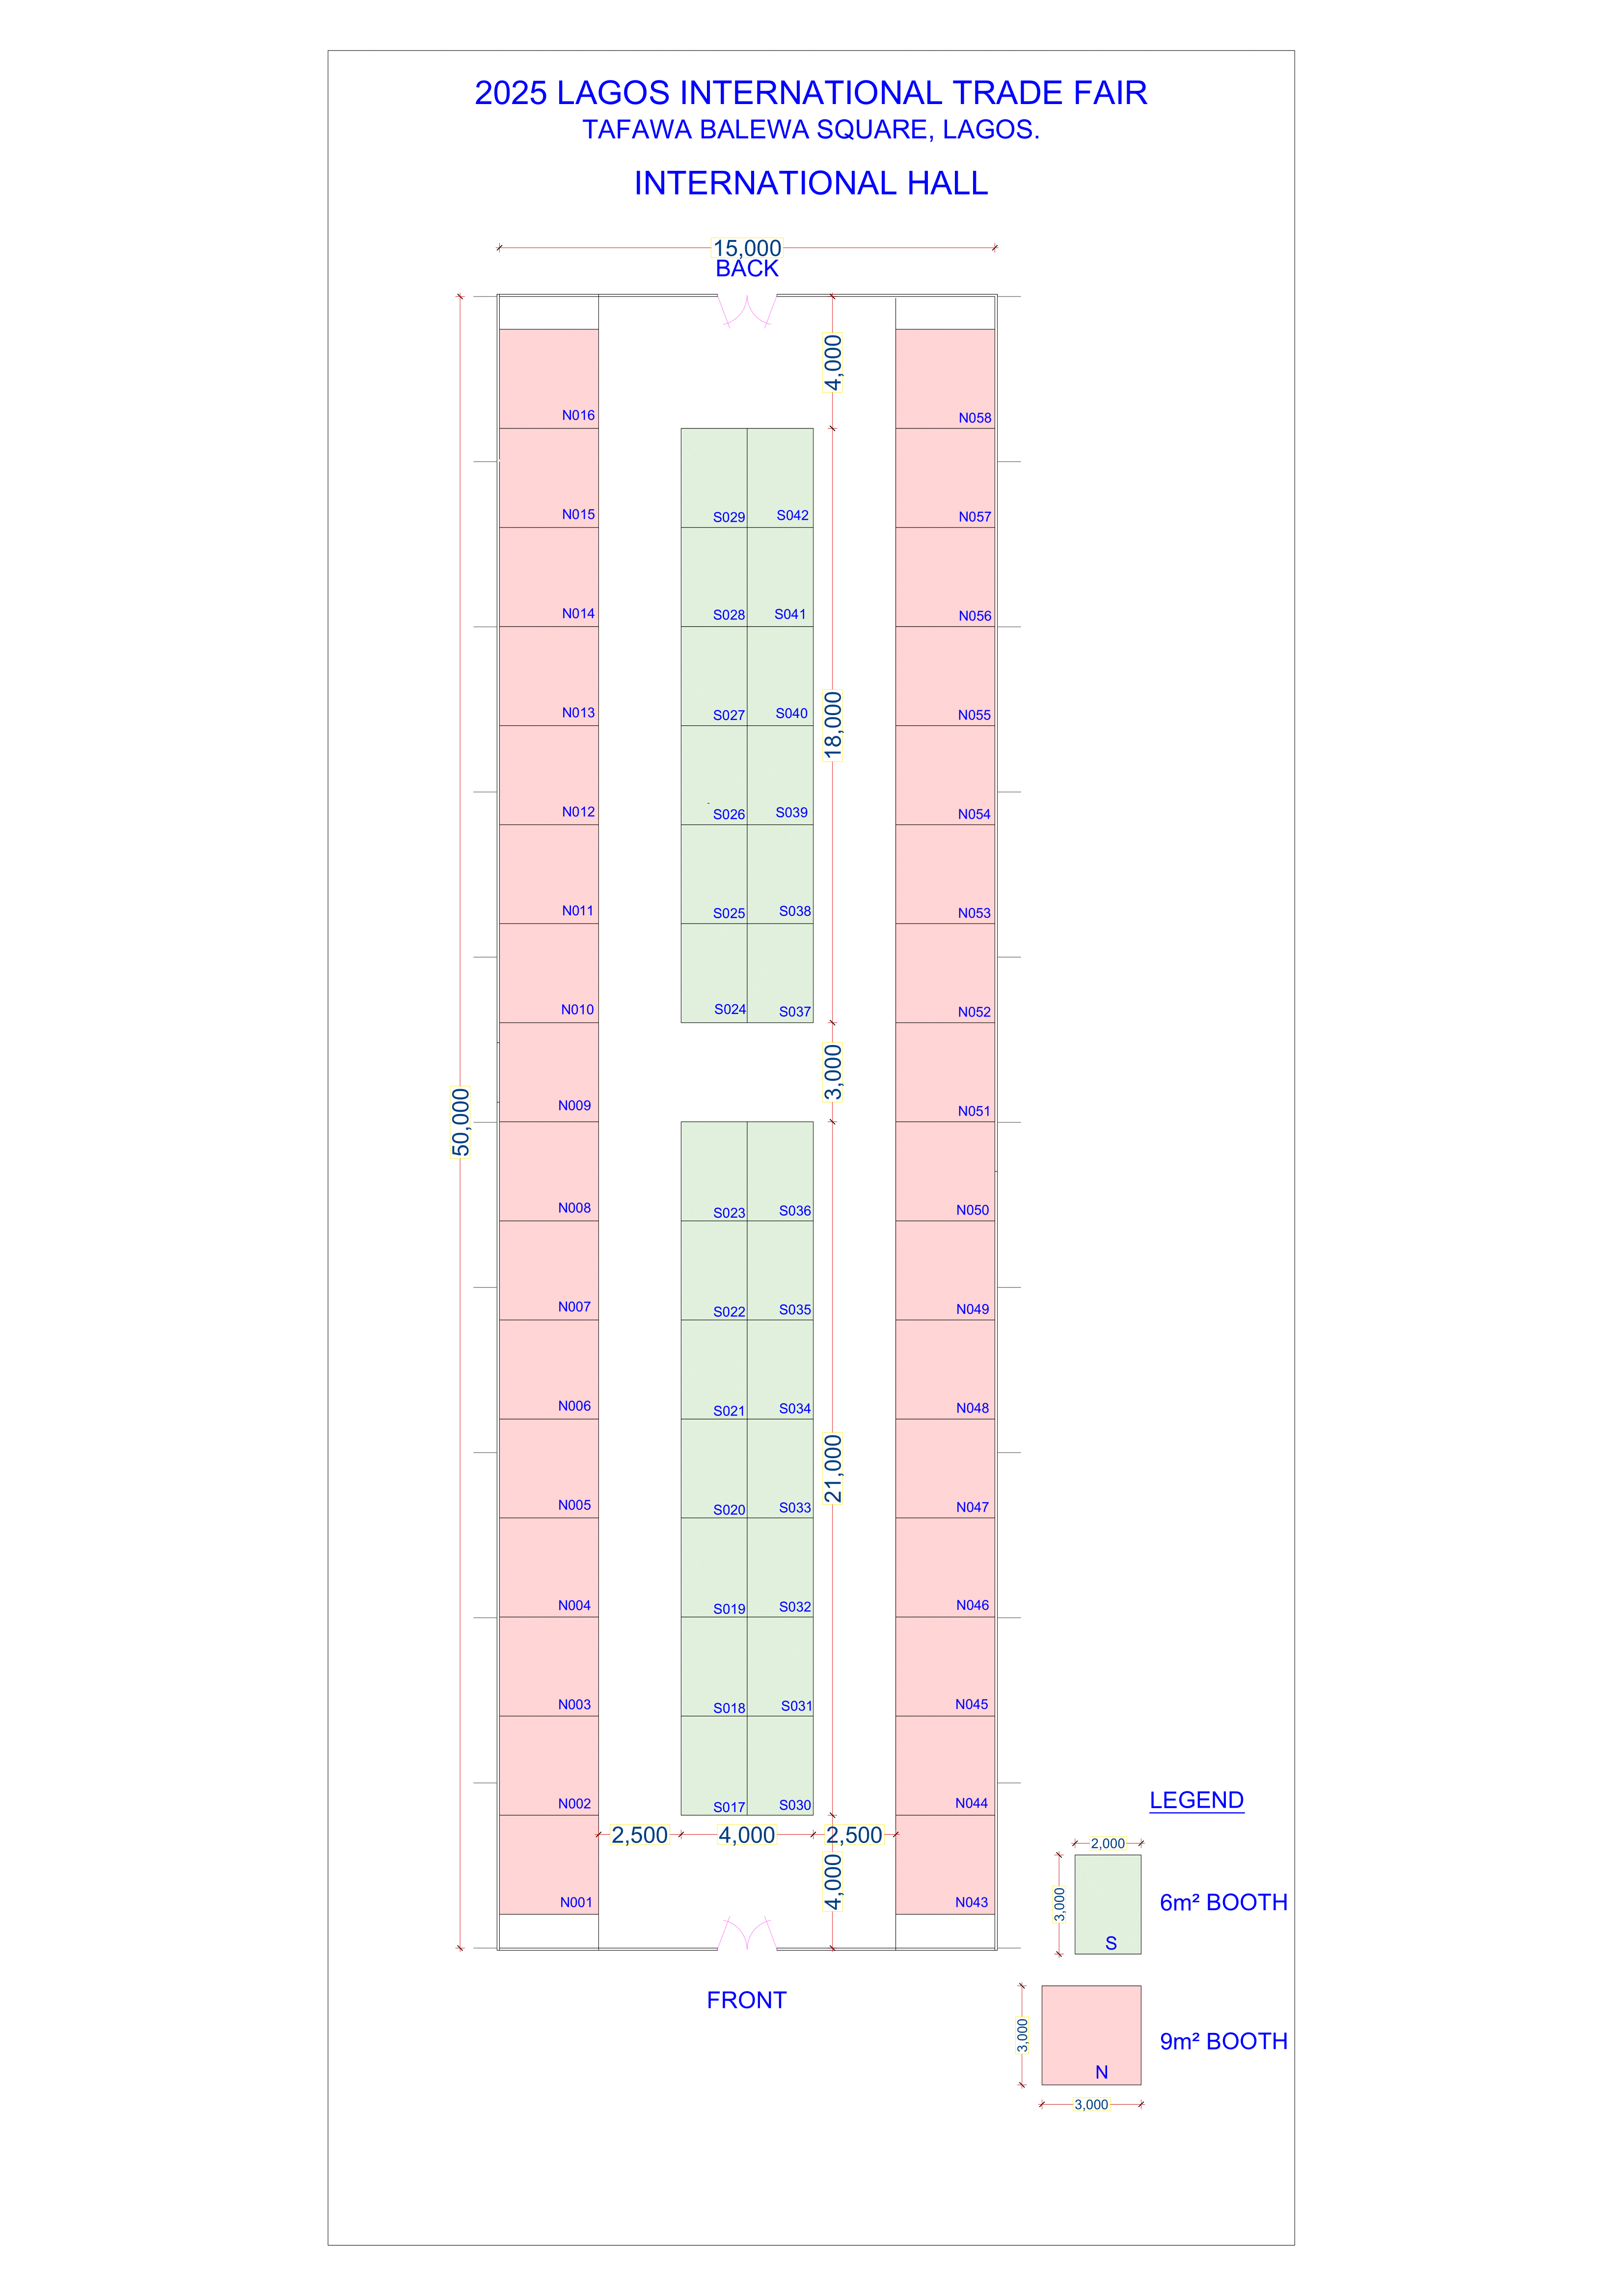 2025 LAGOS INTERNATIONAL TRADE FAIR
TAFAWA BALEWA SQUARE, LAGOS.
INTERNATIONAL HALL
15,000
BACK
4,000
N016
N058
N015
S029
S042
N057
N014
S028
S041
N056
N013
S027
S040
N055
18,000
N012
S026
S039
N054
N011
S025
S038
N053
N010
S024
S037
N052
3,000
N009
N051
50,000
N008
S023
S036
N050
N007
S022
S035
N049
N006
S021
S034
N048
21,000
N005
S020
S033
N047
N004
S019
S032
N046
N003
S018
S031
N045
N002
S017
S030
N044
2,500
4,000
2,500
4,000
N001
N043
FRONT
LEGEND
2,000
3,000
6m² BOOTH
S
3,000
9m² BOOTH
N
3,000